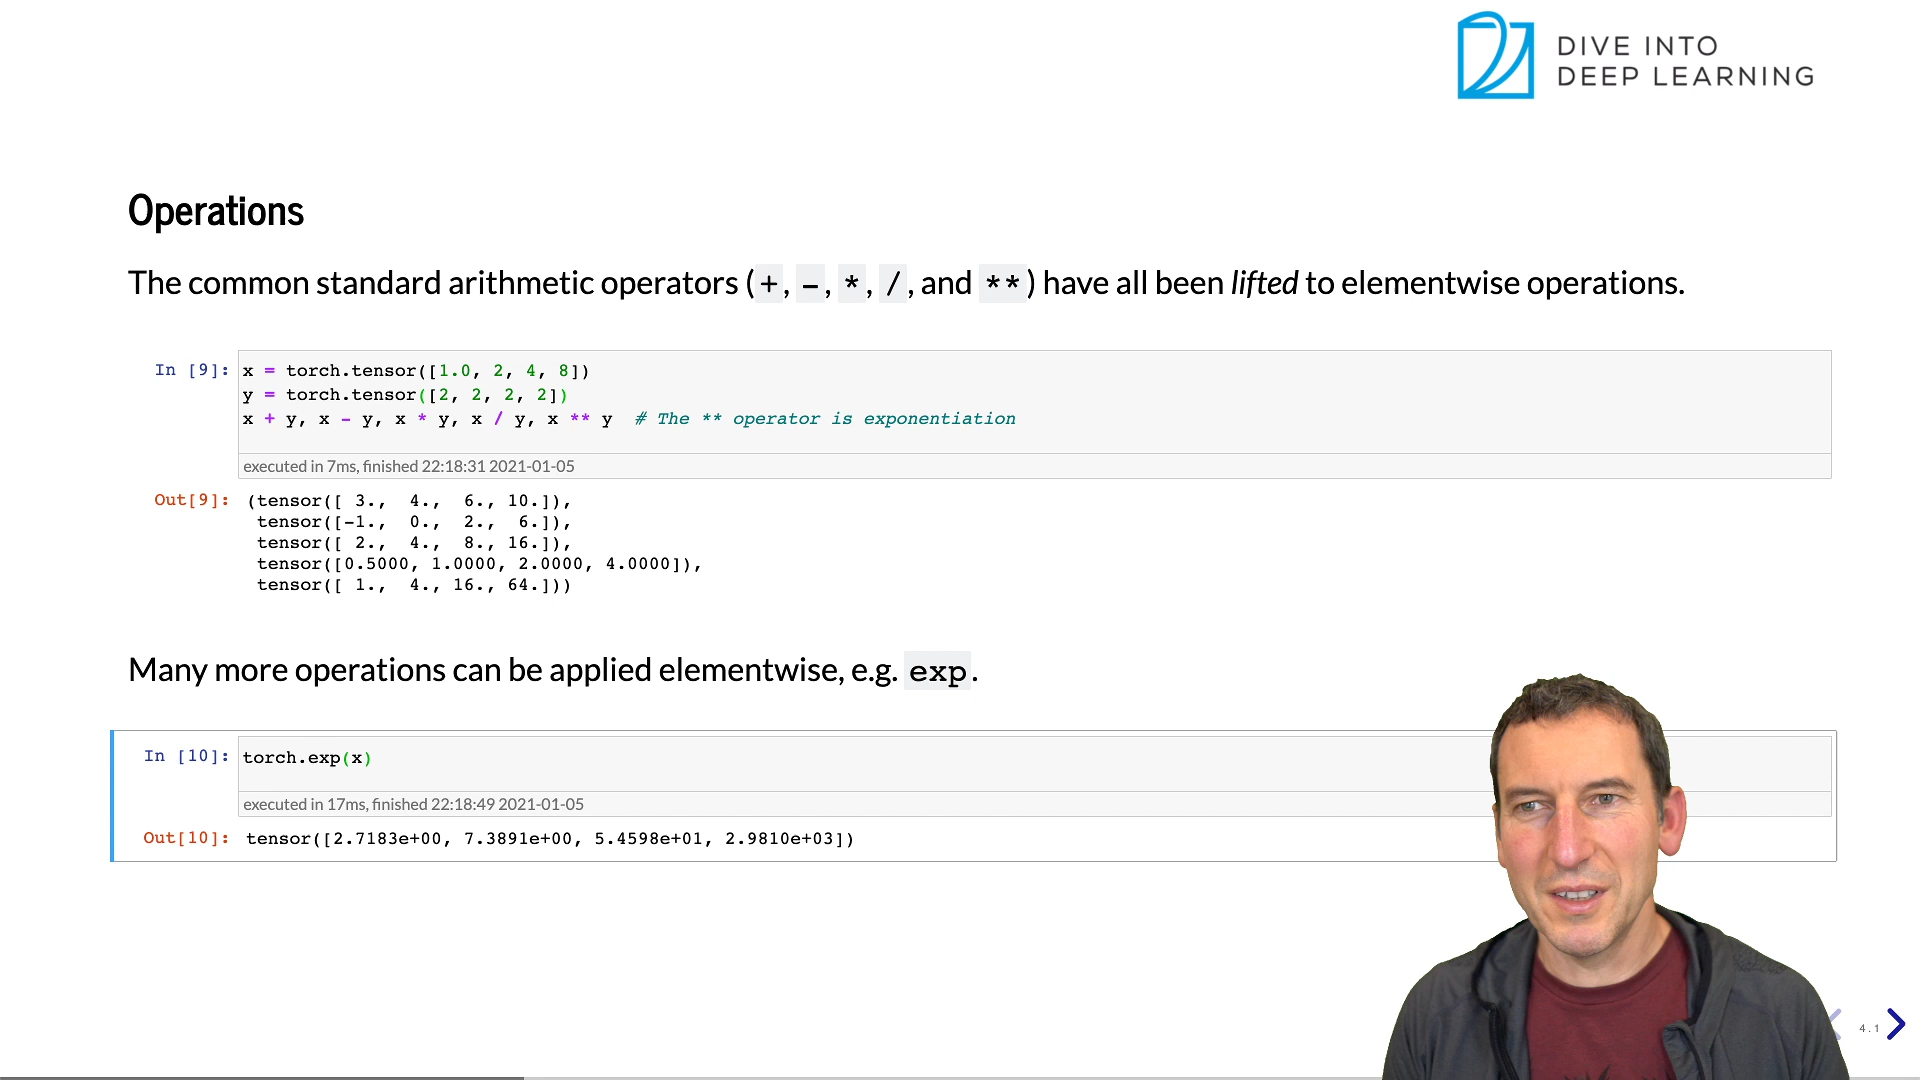 DIVE INTO
DEEP LEARNING
Operations
The common standard arithmetic operators (+, -, *, /, and **) have all been lifted to elementwise operations.
In [9]: x = torch.tensor([1.0, 2, 4, 8])
y = torch.tensor([2, 2, 2, 2])
x + y, x - y, x * y, x / y, x ** y  # The ** operator is exponentiation
executed in 7ms, finished 22:18:31 2021-01-05
Out[9]: (tensor([ 3.,  4.,  6., 10.]),
tensor([-1.,  0.,  2.,  6.]),
tensor([ 2.,  4.,  8., 16.]),
tensor([0.5000, 1.0000, 2.0000, 4.0000]),
tensor([ 1.,  4., 16., 64.]))
Many more operations can be applied elementwise, e.g. exp.
In [10]: torch.exp(x)
executed in 17ms, finished 22:18:49 2021-01-05
Out[10]: tensor([2.7183e+00, 7.3891e+00, 5.4598e+01, 2.9810e+03])
4.1